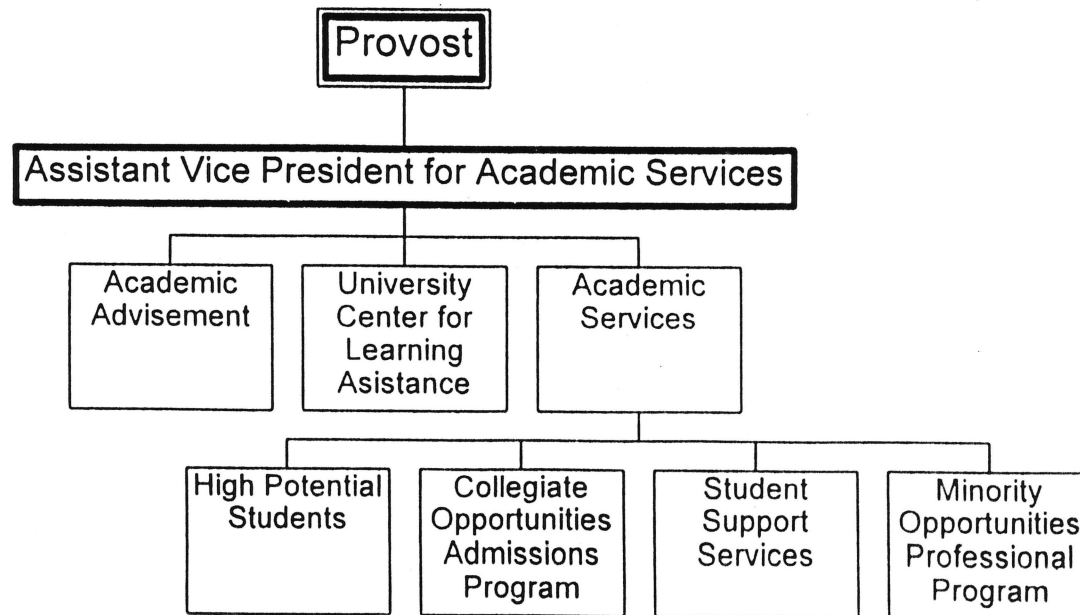 Provost
Assistant Vice President for Academic Services
Academic
Advisement
University
Center for
Learning
Asistance
Academic
Services
High Potential
Students
Collegiate
Opportunities
Admissions
Program
Student
Support
Services
Minority
Opportunities
Professional
Program